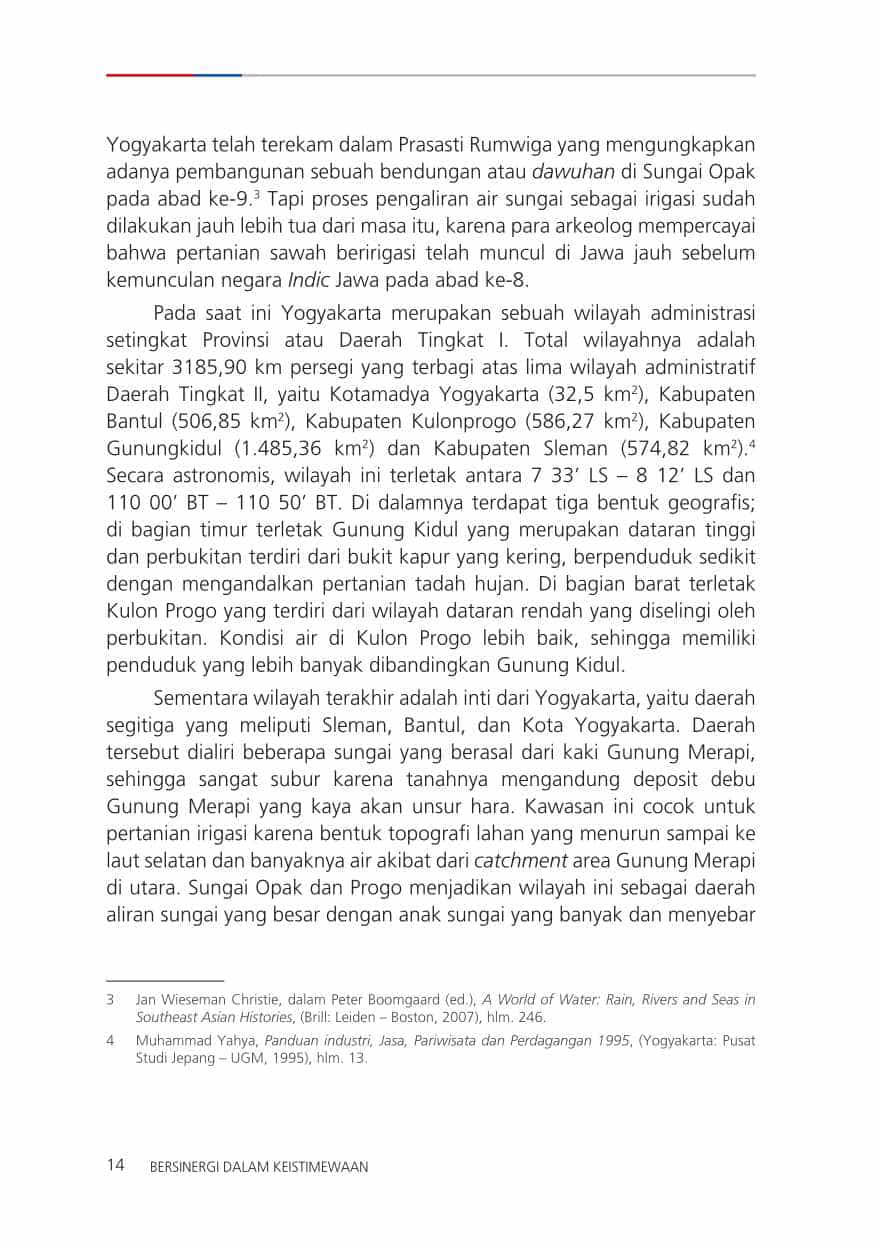 Yogyakarta telah terekam dalam Prasasti Rumwiga yang mengungkapkan
adanya pembangunan sebuah bendungan atau dawuhan di Sungai Opak
pada abad ke-9.³ Tapi proses pengaliran air sungai sebagai irigasi sudah
dilakukan jauh lebih tua dari masa itu, karena para arkeolog mempercayai
bahwa pertanian sawah beririgasi telah muncul di Jawa jauh sebelum
kemunculan negara Indic Jawa pada abad ke-8.
Pada saat ini Yogyakarta merupakan sebuah wilayah administrasi
setingkat Provinsi atau Daerah Tingkat I. Total wilayahnya adalah
sekitar 3185,90 km persegi yang terbagi atas lima wilayah administratif
Daerah Tingkat II, yaitu Kotamadya Yogyakarta (32,5 km²), Kabupaten
Bantul (506,85 km²), Kabupaten Kulonprogo (586,27 km²), Kabupaten
Gunungkidul (1.485,36 km²) dan Kabupaten Sleman (574,82 km²).⁴
Secara astronomis, wilayah ini terletak antara 7 33’ LS – 8 12’ LS dan
110 00’ BT – 110 50’ BT. Di dalamnya terdapat tiga bentuk geografis;
di bagian timur terletak Gunung Kidul yang merupakan dataran tinggi
dan perbukitan terdiri dari bukit kapur yang kering, berpenduduk sedikit
dengan mengandalkan pertanian tadah hujan. Di bagian barat terletak
Kulon Progo yang terdiri dari wilayah dataran rendah yang diselingi oleh
perbukitan. Kondisi air di Kulon Progo lebih baik, sehingga memiliki
penduduk yang lebih banyak dibandingkan Gunung Kidul.
Sementara wilayah terakhir adalah inti dari Yogyakarta, yaitu daerah
segitiga yang meliputi Sleman, Bantul, dan Kota Yogyakarta. Daerah
tersebut dialiri beberapa sungai yang berasal dari kaki Gunung Merapi,
sehingga sangat subur karena tanahnya mengandung deposit debu
Gunung Merapi yang kaya akan unsur hara. Kawasan ini cocok untuk
pertanian irigasi karena bentuk topografi lahan yang menurun sampai ke
laut selatan dan banyaknya air akibat dari catchment area Gunung Merapi
di utara. Sungai Opak dan Progo menjadikan wilayah ini sebagai daerah
aliran sungai yang besar dengan anak sungai yang banyak dan menyebar
3 Jan Wieseman Christie, dalam Peter Boomgaard (ed.), A World of Water: Rain, Rivers and Seas in
Southeast Asian Histories, (Brill: Leiden – Boston, 2007), hlm. 246.
4 Muhammad Yahya, Panduan industri, Jasa, Pariwisata dan Perdagangan 1995, (Yogyakarta: Pusat
Studi Jepang – UGM, 1995), hlm. 13.
14 BERSINERGI DALAM KEISTIMEWAAN